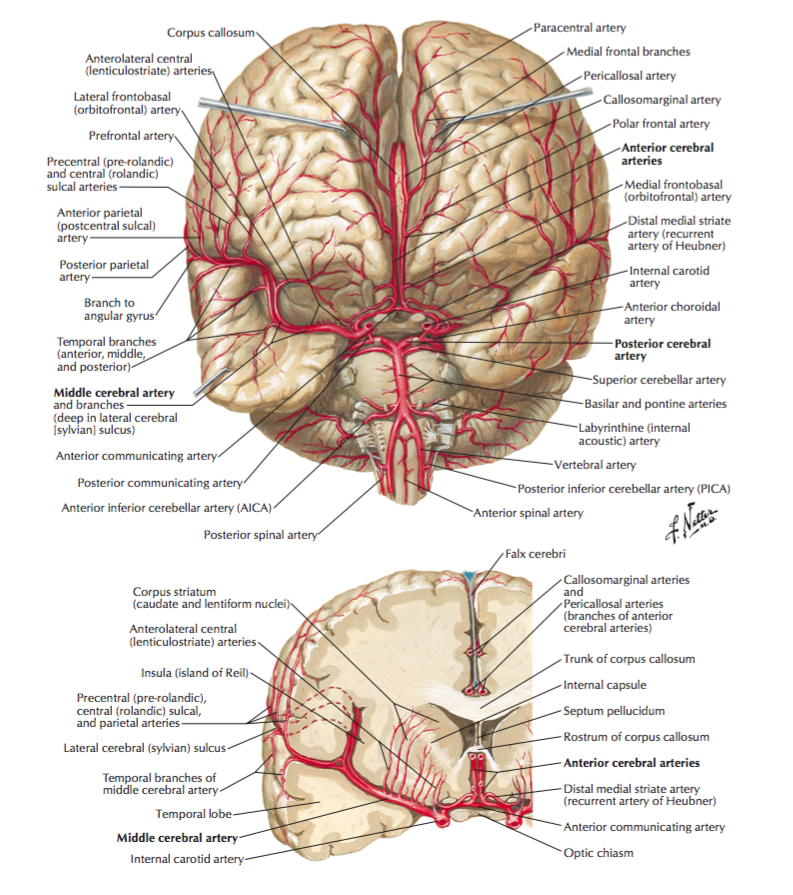 Corpus callosum
Anterolateral central
(lenticulostriate) arteries
Lateral frontobasal
(orbitofrontal) artery
Prefrontal artery
Precentral (pre-rolandic)
and central (rolandic)
sulcal arteries
Anterior parietal
(postcentral sulcal)
artery
Posterior parietal
artery
Branch to
angular gyrus
Temporal branches
(anterior, middle,
and posterior)
Middle cerebral artery
and branches
(deep in lateral cerebral
[sylvian] sulcus)
Anterior communicating artery
Posterior communicating artery
Anterior inferior cerebellar artery (AICA)
Posterior spinal artery
Paracentral artery
Medial frontal branches
Pericallosal artery
Callosomarginal artery
Polar frontal artery
Anterior cerebral
arteries
Medial frontobasal
(orbitofrontal) artery
Distal medial striate
artery (recurrent
artery of Heubner)
Internal carotid
artery
Anterior choroidal
artery
Posterior cerebral
artery
Superior cerebellar artery
Basilar and pontine arteries
Labyrinthine (internal
acoustic) artery
Vertebral artery
Posterior inferior cerebellar artery (PICA)
Anterior spinal artery
F. Netter
M.D.
Falx cerebri
Corpus striatum
(caudate and lentiform nuclei)
Anterolateral central
(lenticulostriate) arteries
Insula (island of Reil)
Precentral (pre-rolandic),
central (rolandic) sulcal,
and parietal arteries
Lateral cerebral (sylvian) sulcus
Temporal branches of
middle cerebral artery
Temporal lobe
Middle cerebral artery
Internal carotid artery
Callosomarginal arteries
and
Pericallosal arteries
(branches of anterior
cerebral arteries)
Trunk of corpus callosum
Internal capsule
Septum pellucidum
Rostrum of corpus callosum
Anterior cerebral arteries
Distal medial striate artery
(recurrent artery of Heubner)
Anterior communicating artery
Optic chiasm